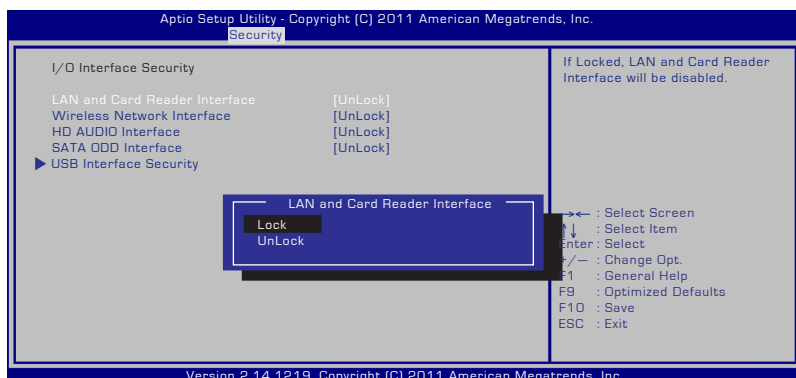 Aptio Setup Utility - Copyright (C) 2011 American Megatrends, Inc.
Security
I/O Interface Security
LAN and Card Reader Interface [UnLock]
Wireless Network Interface [UnLock]
HD AUDIO Interface [UnLock]
SATA ODD Interface [UnLock]
USB Interface Security
If Locked, LAN and Card Reader
Interface will be disabled.
LAN and Card Reader Interface
Lock
UnLock
→← : Select Screen
↑↓ : Select Item
Enter : Select
+/− : Change Opt.
F1 : General Help
F9 : Optimized Defaults
F10 : Save
ESC : Exit
Version 2.14.1219. Copyright (C) 2011 American Megatrends, Inc.